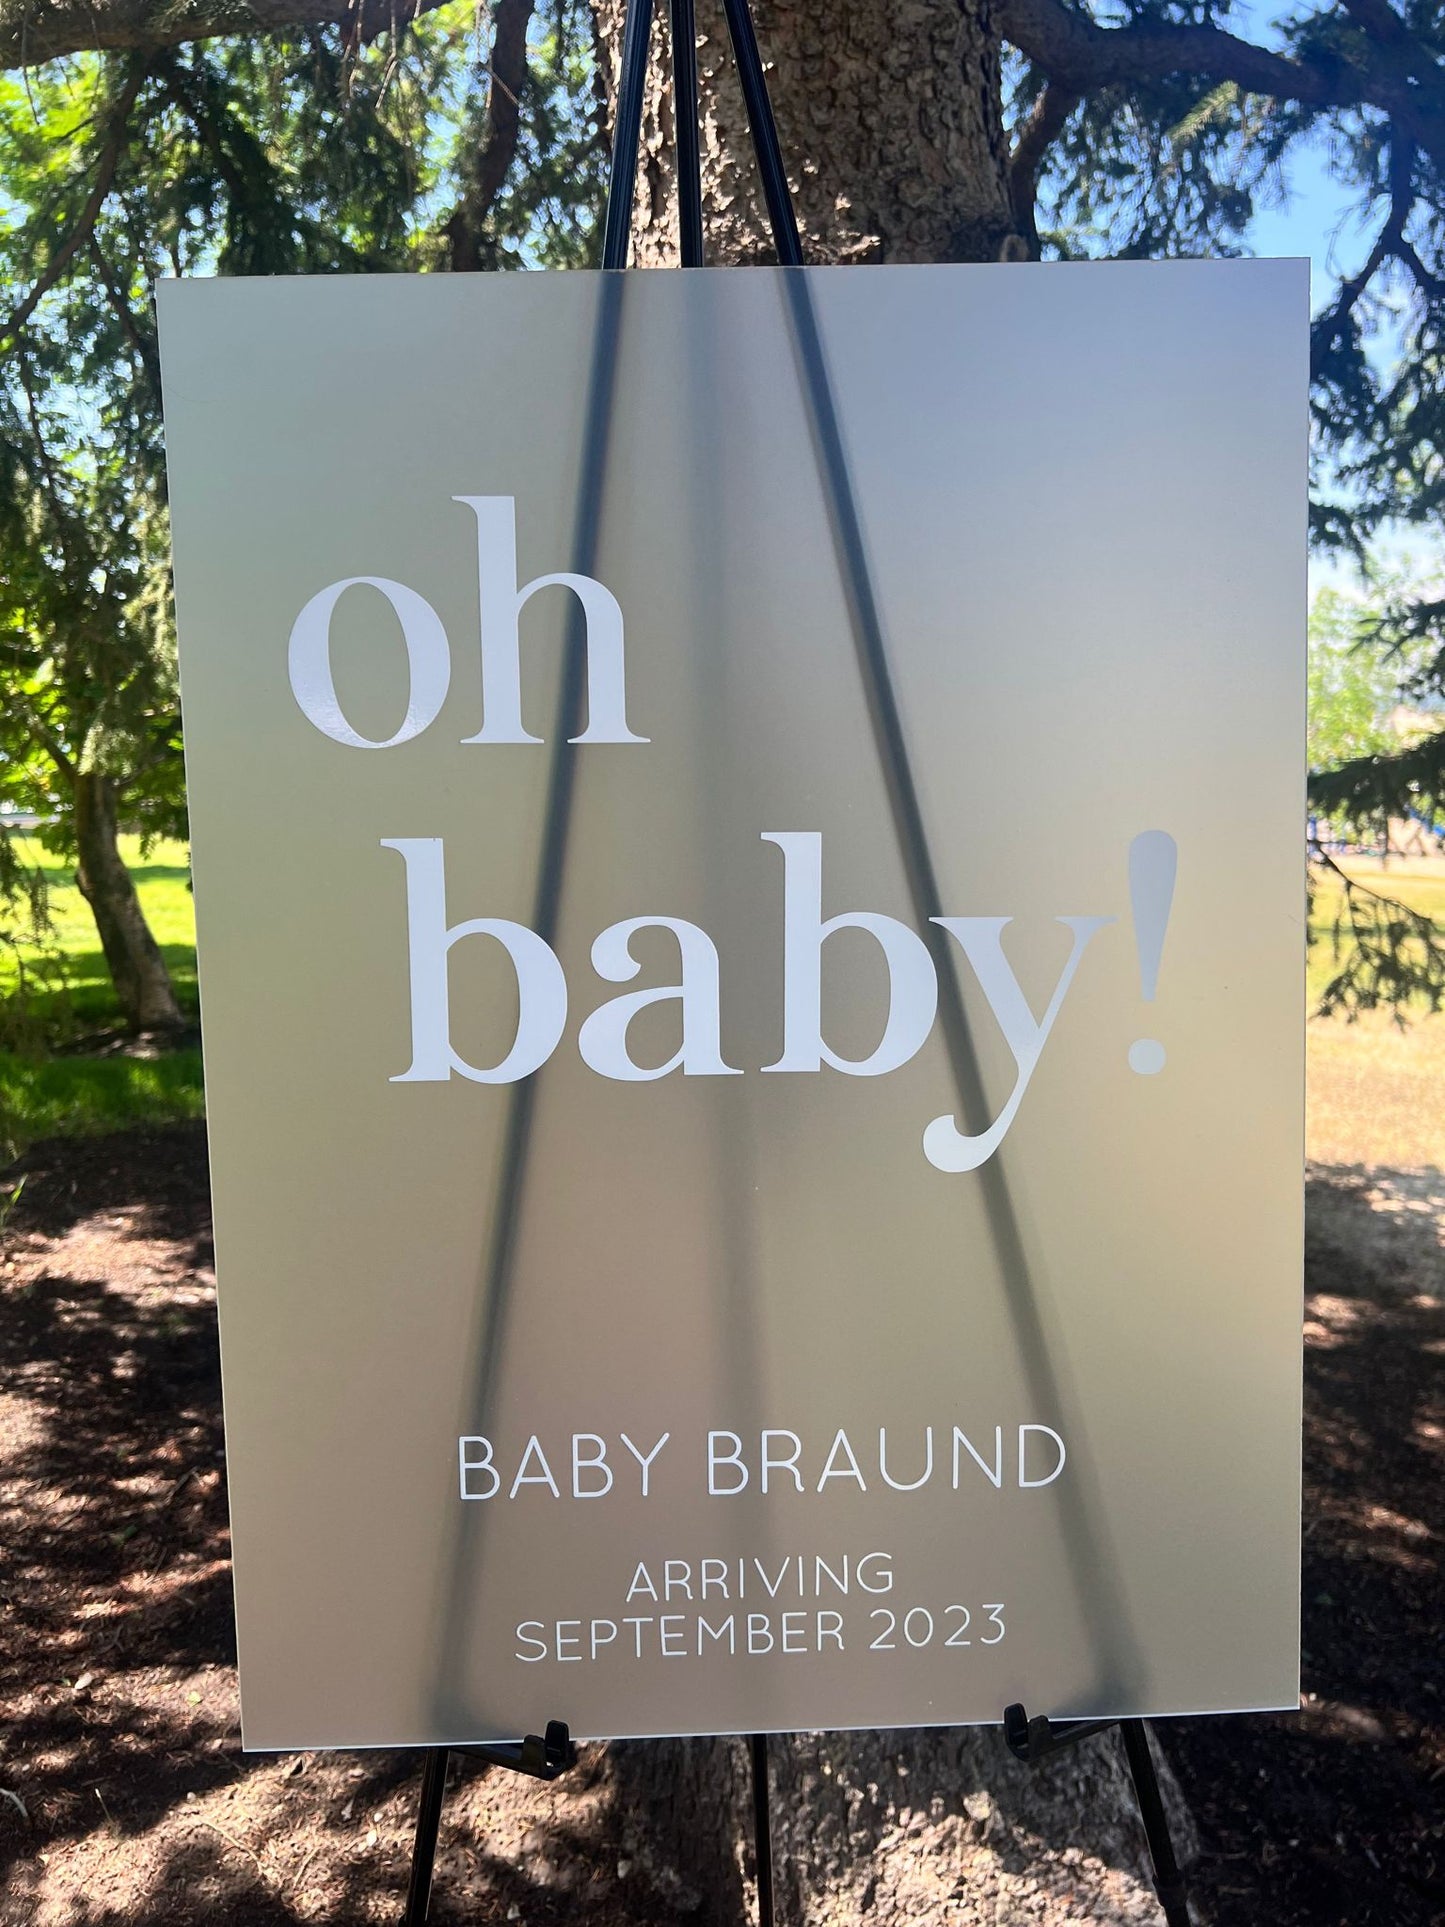 oh
baby!
BABY BRAUND
ARRIVING
SEPTEMBER 2023